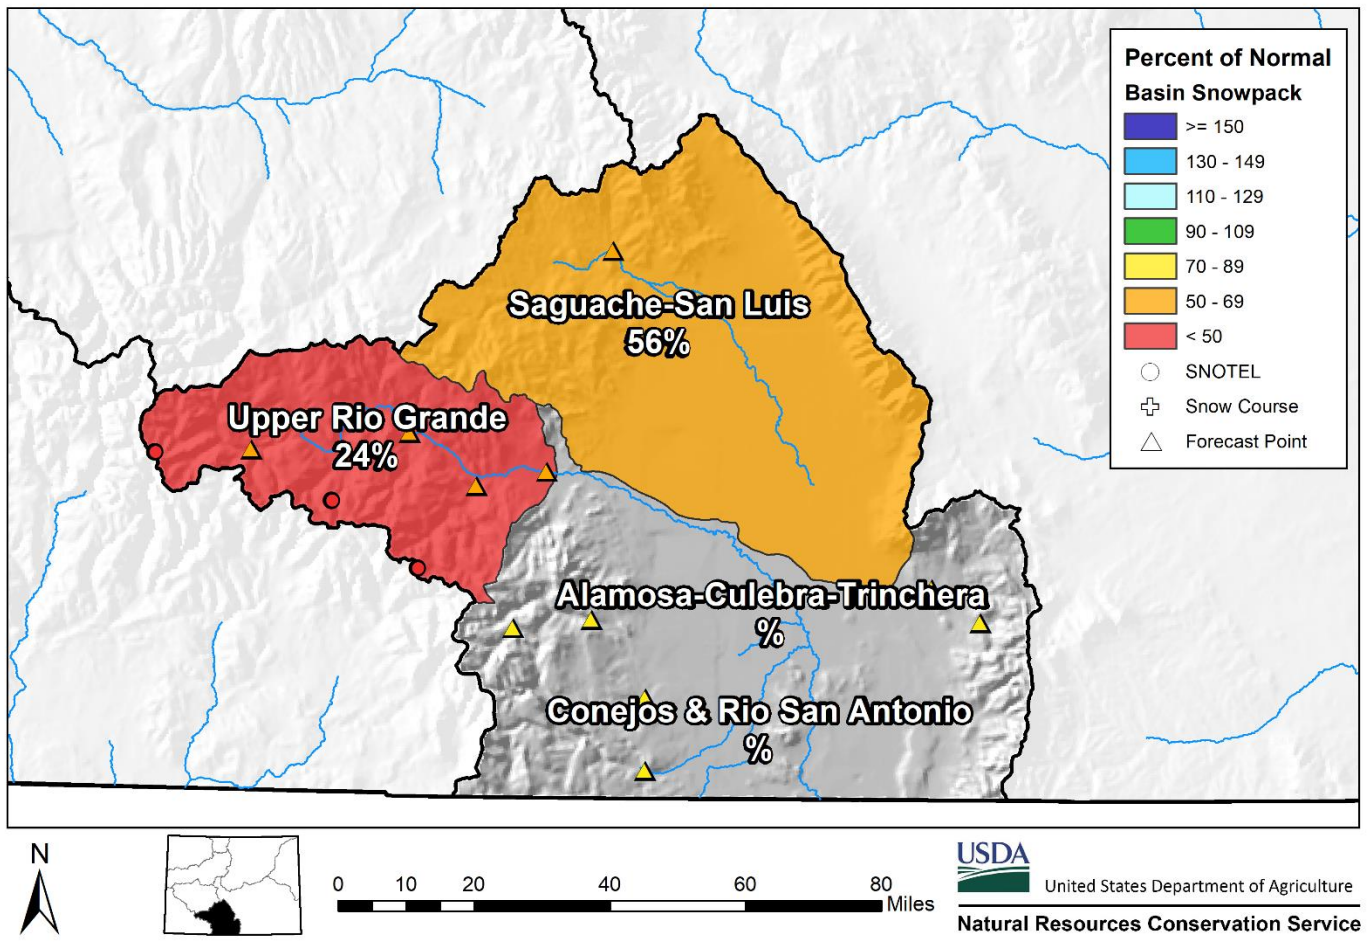 Percent of Normal
Basin Snowpack
>= 150
130 - 149
110 - 129
90 - 109
70 - 89
50 - 69
< 50
SNOTEL
Snow Course
Forecast Point
Saguache-San Luis
56%
Upper Rio Grande
24%
Alamosa-Culebra-Trinchera
%
Conejos & Rio San Antonio
%
N
0 10 20 40 60 80
Miles
USDA
United States Department of Agriculture
Natural Resources Conservation Service